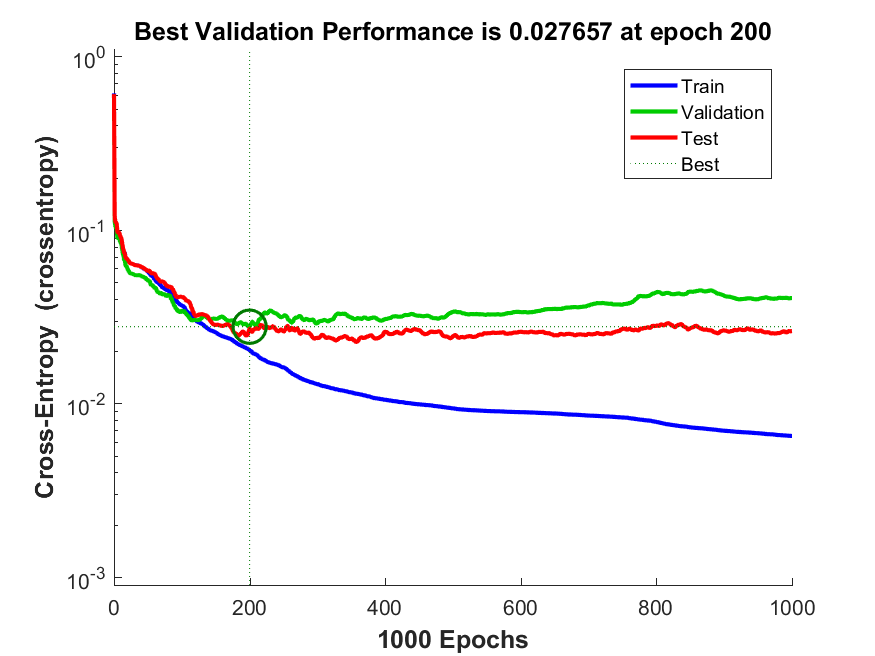 Best Validation Performance is 0.027657 at epoch 200
Cross-Entropy  (crossentropy)
10^0
10^-1
10^-2
10^-3
Train
Validation
Test
Best
0 200 400 600 800 1000
1000 Epochs